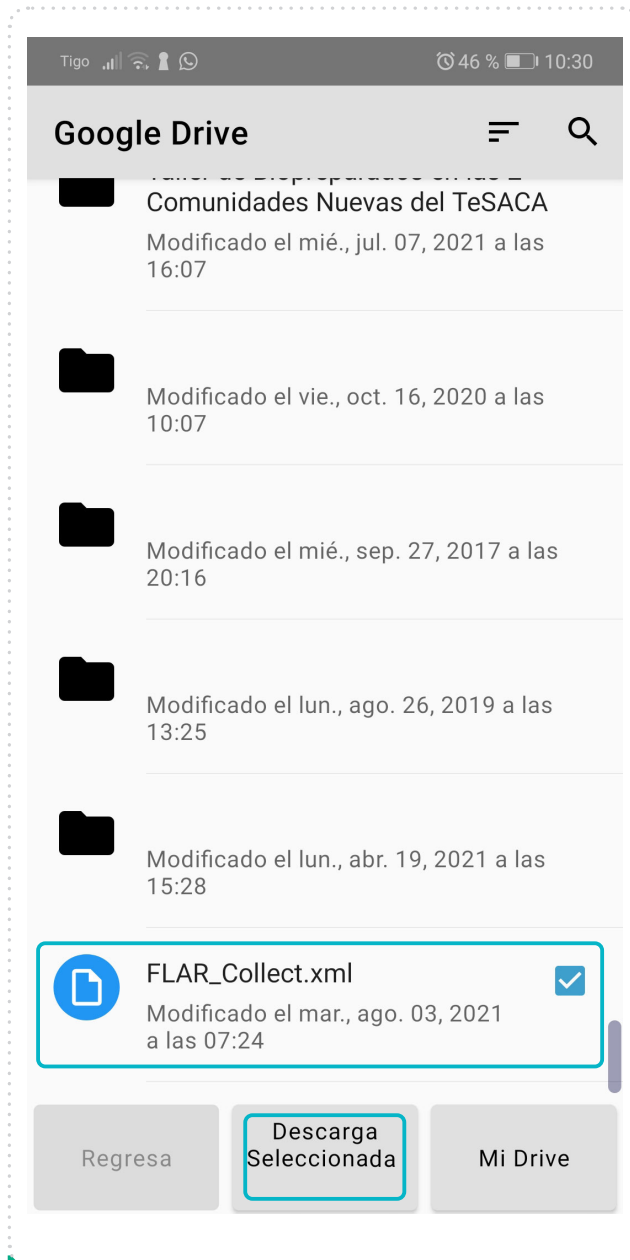 Tigo 46 % 10:30
Google Drive
Comunidades Nuevas del TeSACA
Modificado el mié., jul. 07, 2021 a las
16:07
Modificado el vie., oct. 16, 2020 a las
10:07
Modificado el mié., sep. 27, 2017 a las
20:16
Modificado el lun., ago. 26, 2019 a las
13:25
Modificado el lun., abr. 19, 2021 a las
15:28
FLAR_Collect.xml
Modificado el mar., ago. 03, 2021
a las 07:24
Regresa
Descarga
Seleccionada
Mi Drive